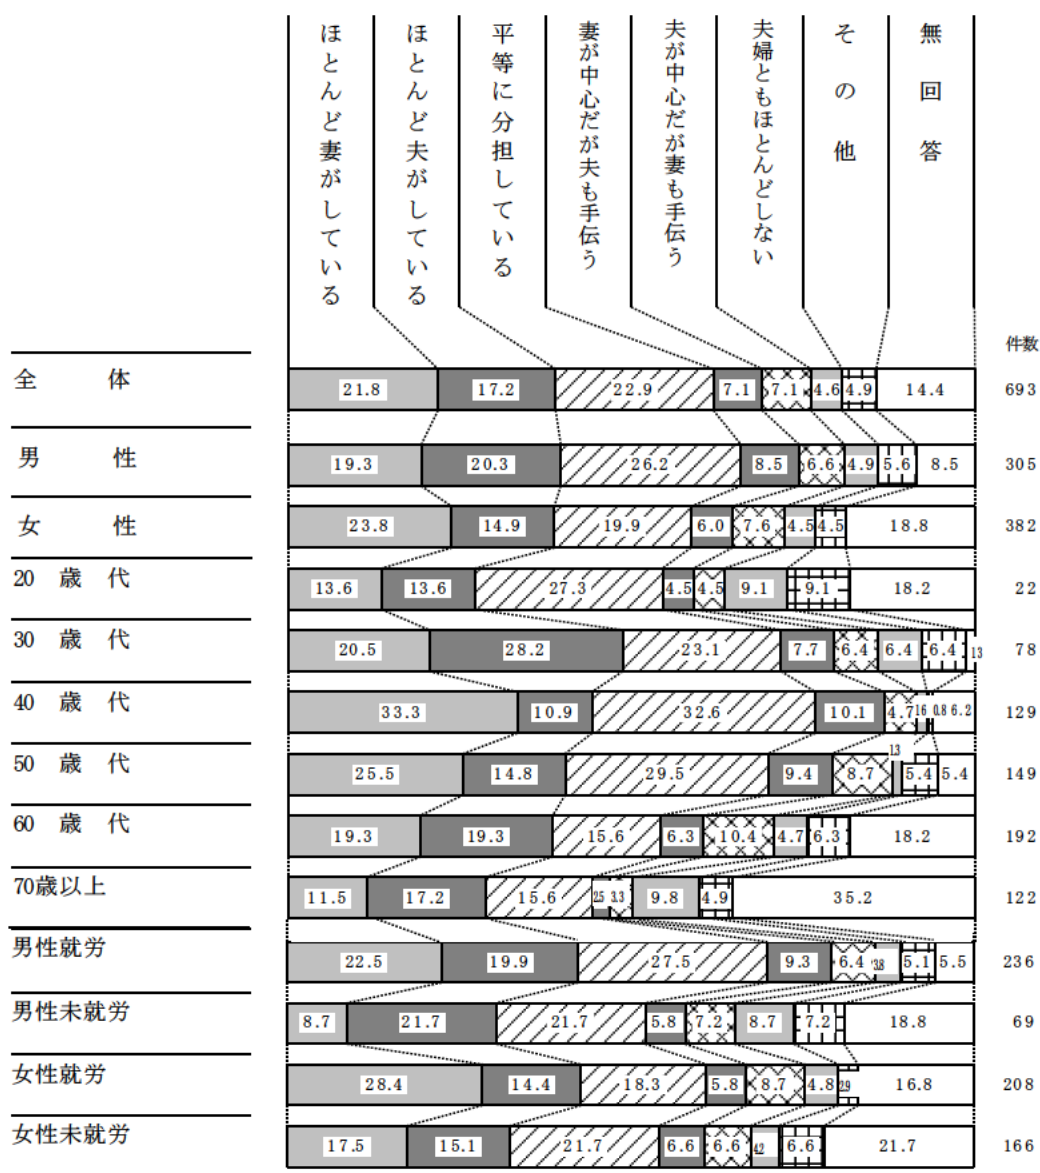 ほとんど妻がしている
ほとんど夫がしている
平等に分担している
妻が中心だが夫も手伝う
夫が中心だが妻も手伝う
夫婦ともほとんどしない
その他
無回答
件数
全体 21.8 17.2 22.9 7.1 7.1 4.6 4.9 14.4 693
男性 19.3 20.3 26.2 8.5 6.6 4.9 5.6 8.5 305
女性 23.8 14.9 19.9 6.0 7.6 4.5 4.5 18.8 382
20歳代 13.6 13.6 27.3 4.5 4.5 9.1 9.1 18.2 22
30歳代 20.5 28.2 23.1 7.7 6.4 6.4 6.4 1.3 78
40歳代 33.3 10.9 32.6 10.1 4.7 1.6 0.8 6.2 129
50歳代 25.5 14.8 29.5 9.4 8.7 1.3 5.4 5.4 149
60歳代 19.3 19.3 15.6 6.3 10.4 4.7 6.3 18.2 192
70歳以上 11.5 17.2 15.6 2.5 3.3 9.8 4.9 35.2 122
男性就労 22.5 19.9 27.5 9.3 6.4 3.8 5.1 5.5 236
男性未就労 8.7 21.7 21.7 5.8 7.2 8.7 7.2 18.8 69
女性就労 28.4 14.4 18.3 5.8 8.7 4.8 2.9 16.8 208
女性未就労 17.5 15.1 21.7 6.6 6.6 4.2 6.6 21.7 166